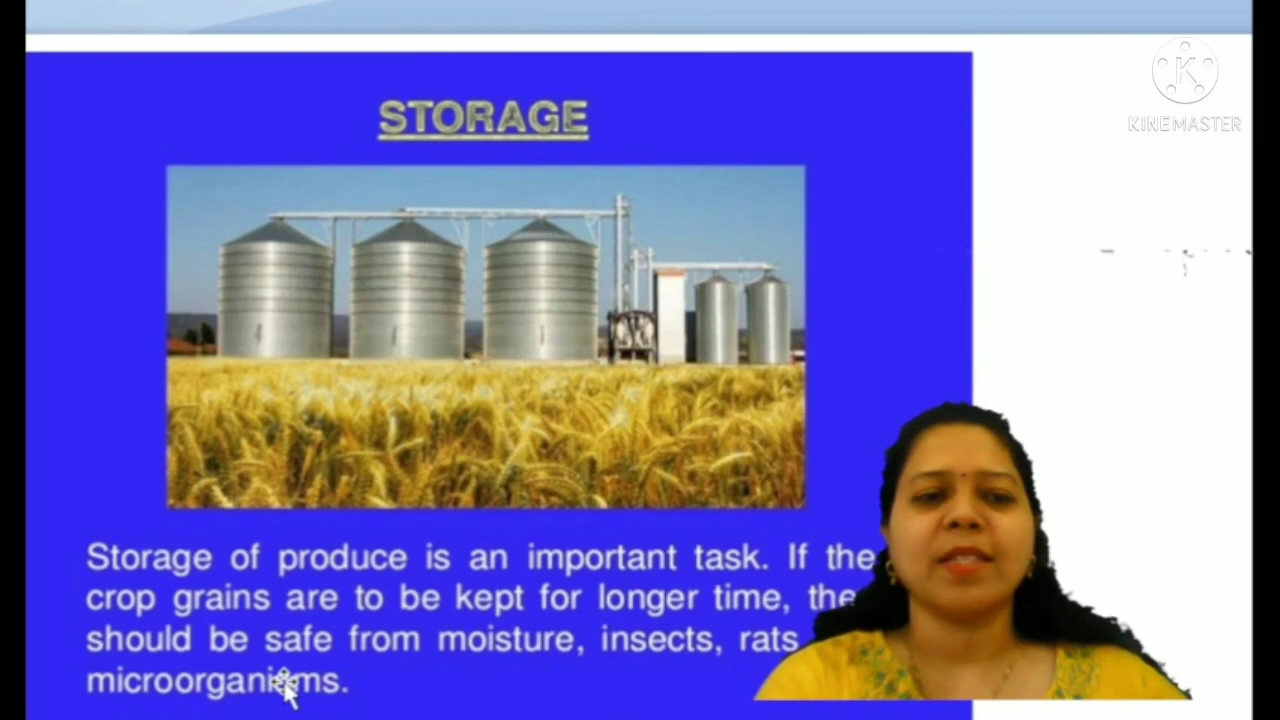 STORAGE
K
KINEMASTER
Storage of produce is an important task. If the
crop grains are to be kept for longer time,
should be safe from moisture, insects, rats
microorganisms.